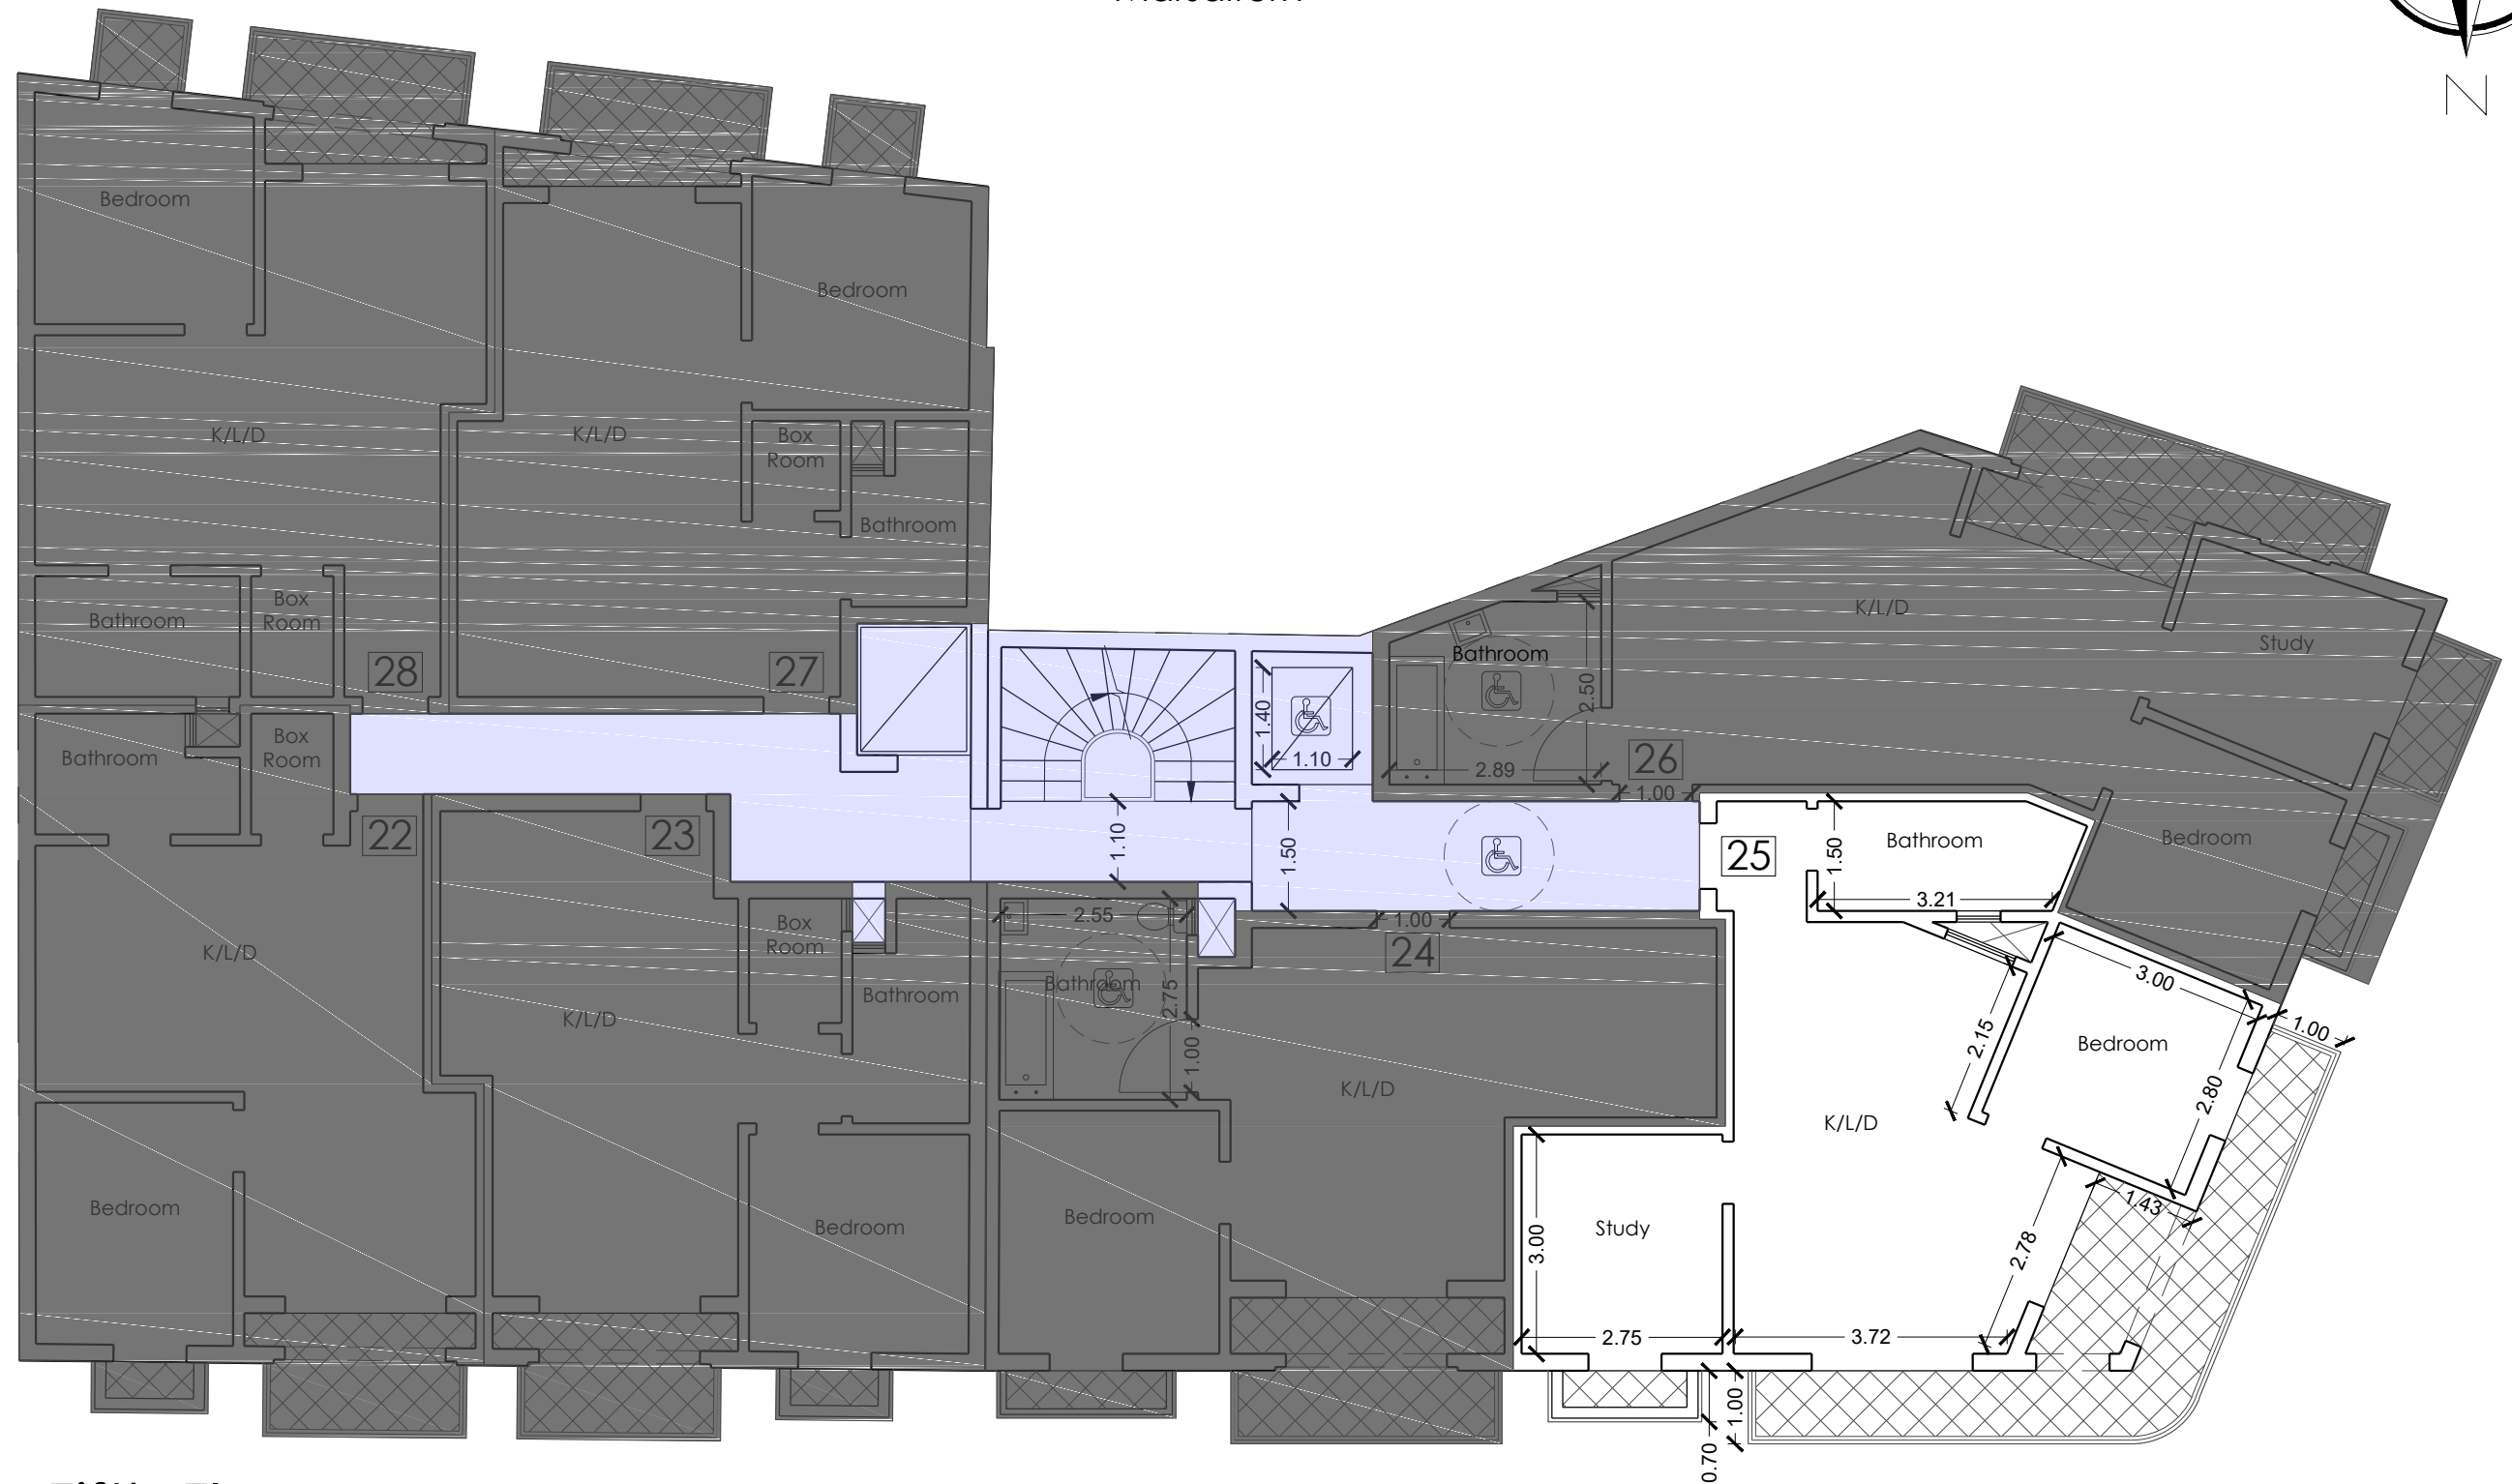 N
Bedroom
Bedroom
K/L/D
K/L/D
Box
Room
Bathroom
Box
Room
Bathroom
28
27
K/L/D
Study
Bathroom
2.50
2.89
26
1.00
1.40
1.10
Bathroom
Box
Room
22
23
1.10
1.50
25
1.50
Bathroom
3.21
Bedroom
K/L/D
Box
Room
Bathroom
K/L/D
2.55
Bathroom
2.75
1.00
1.00
24
K/L/D
3.00
1.00
2.15
Bedroom
2.80
K/L/D
1.43
Bedroom
Bedroom
Bedroom
Study
3.00
2.78
2.75
3.72
1.00
0.70